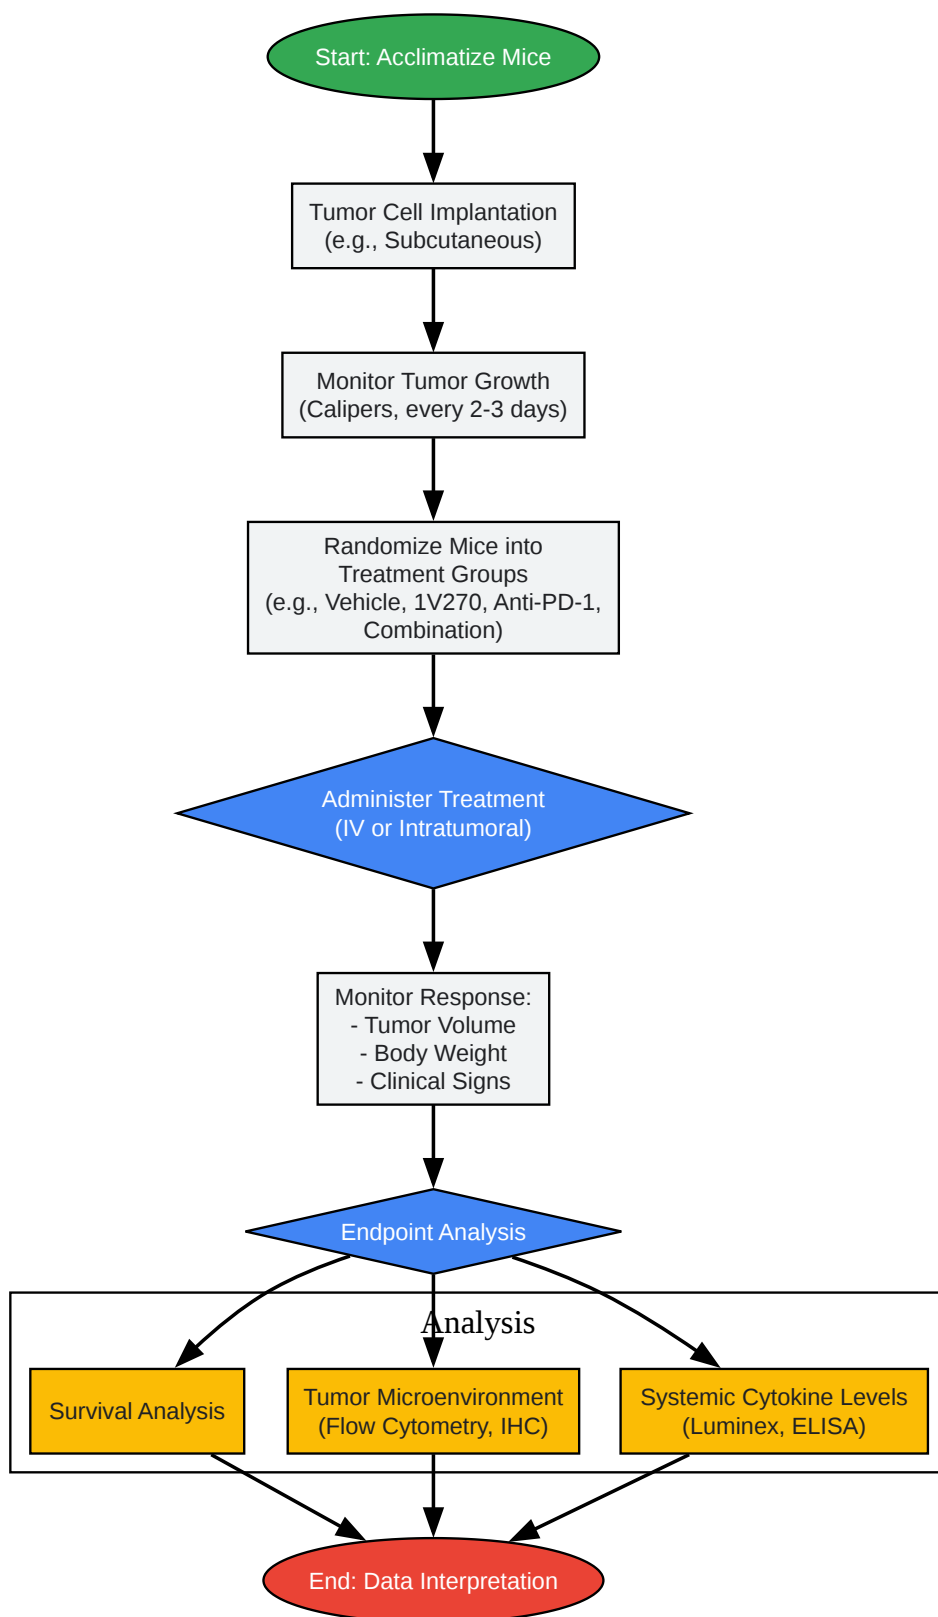 Start: Acclimatize Mice
Tumor Cell Implantation
(e.g., Subcutaneous)
Monitor Tumor Growth
(Calipers, every 2-3 days)
Randomize Mice into
Treatment Groups
(e.g., Vehicle, 1V270, Anti-PD-1,
Combination)
Administer Treatment
(IV or Intratumoral)
Monitor Response:
- Tumor Volume
- Body Weight
- Clinical Signs
Endpoint Analysis
Analysis
Survival Analysis
Tumor Microenvironment
(Flow Cytometry, IHC)
Systemic Cytokine Levels
(Luminex, ELISA)
End: Data Interpretation